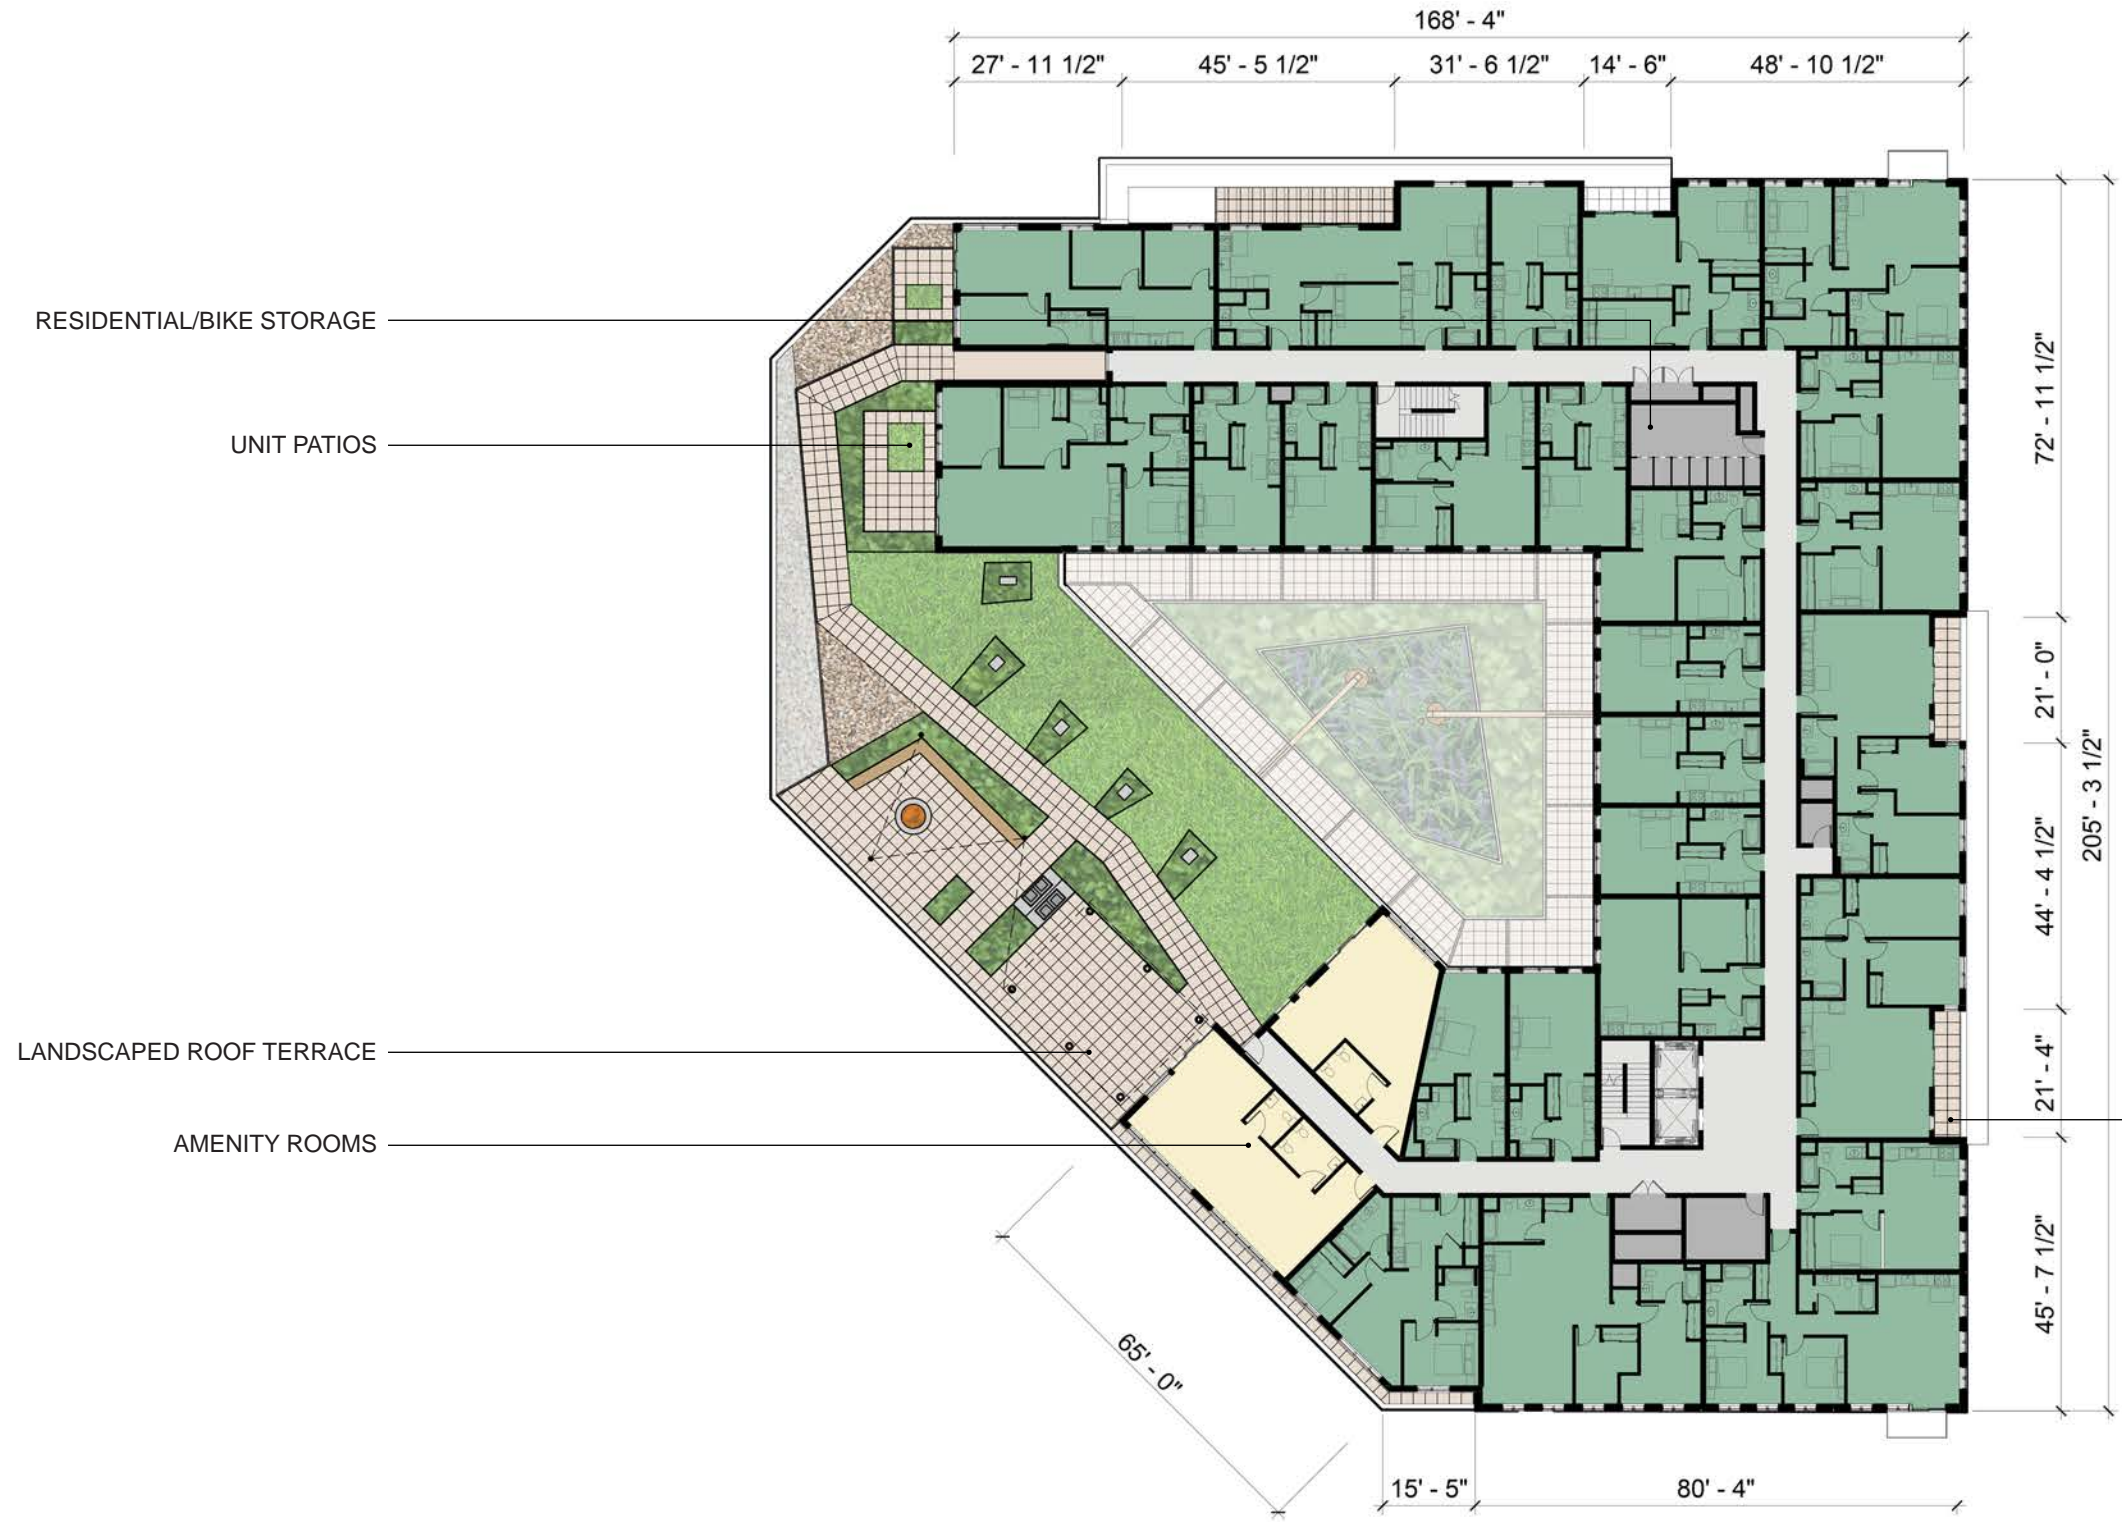 168' - 4"
27' - 11 1/2" 45' - 5 1/2" 31' - 6 1/2" 14' - 6" 48' - 10 1/2"
RESIDENTIAL/BIKE STORAGE
UNIT PATIOS
LANDSCAPED ROOF TERRACE
AMENITY ROOMS
72' - 11 1/2"
21' - 0"
44' - 4 1/2"
21' - 4"
45' - 7 1/2"
205' - 3 1/2"
65' - 0"
15' - 5" 80' - 4"